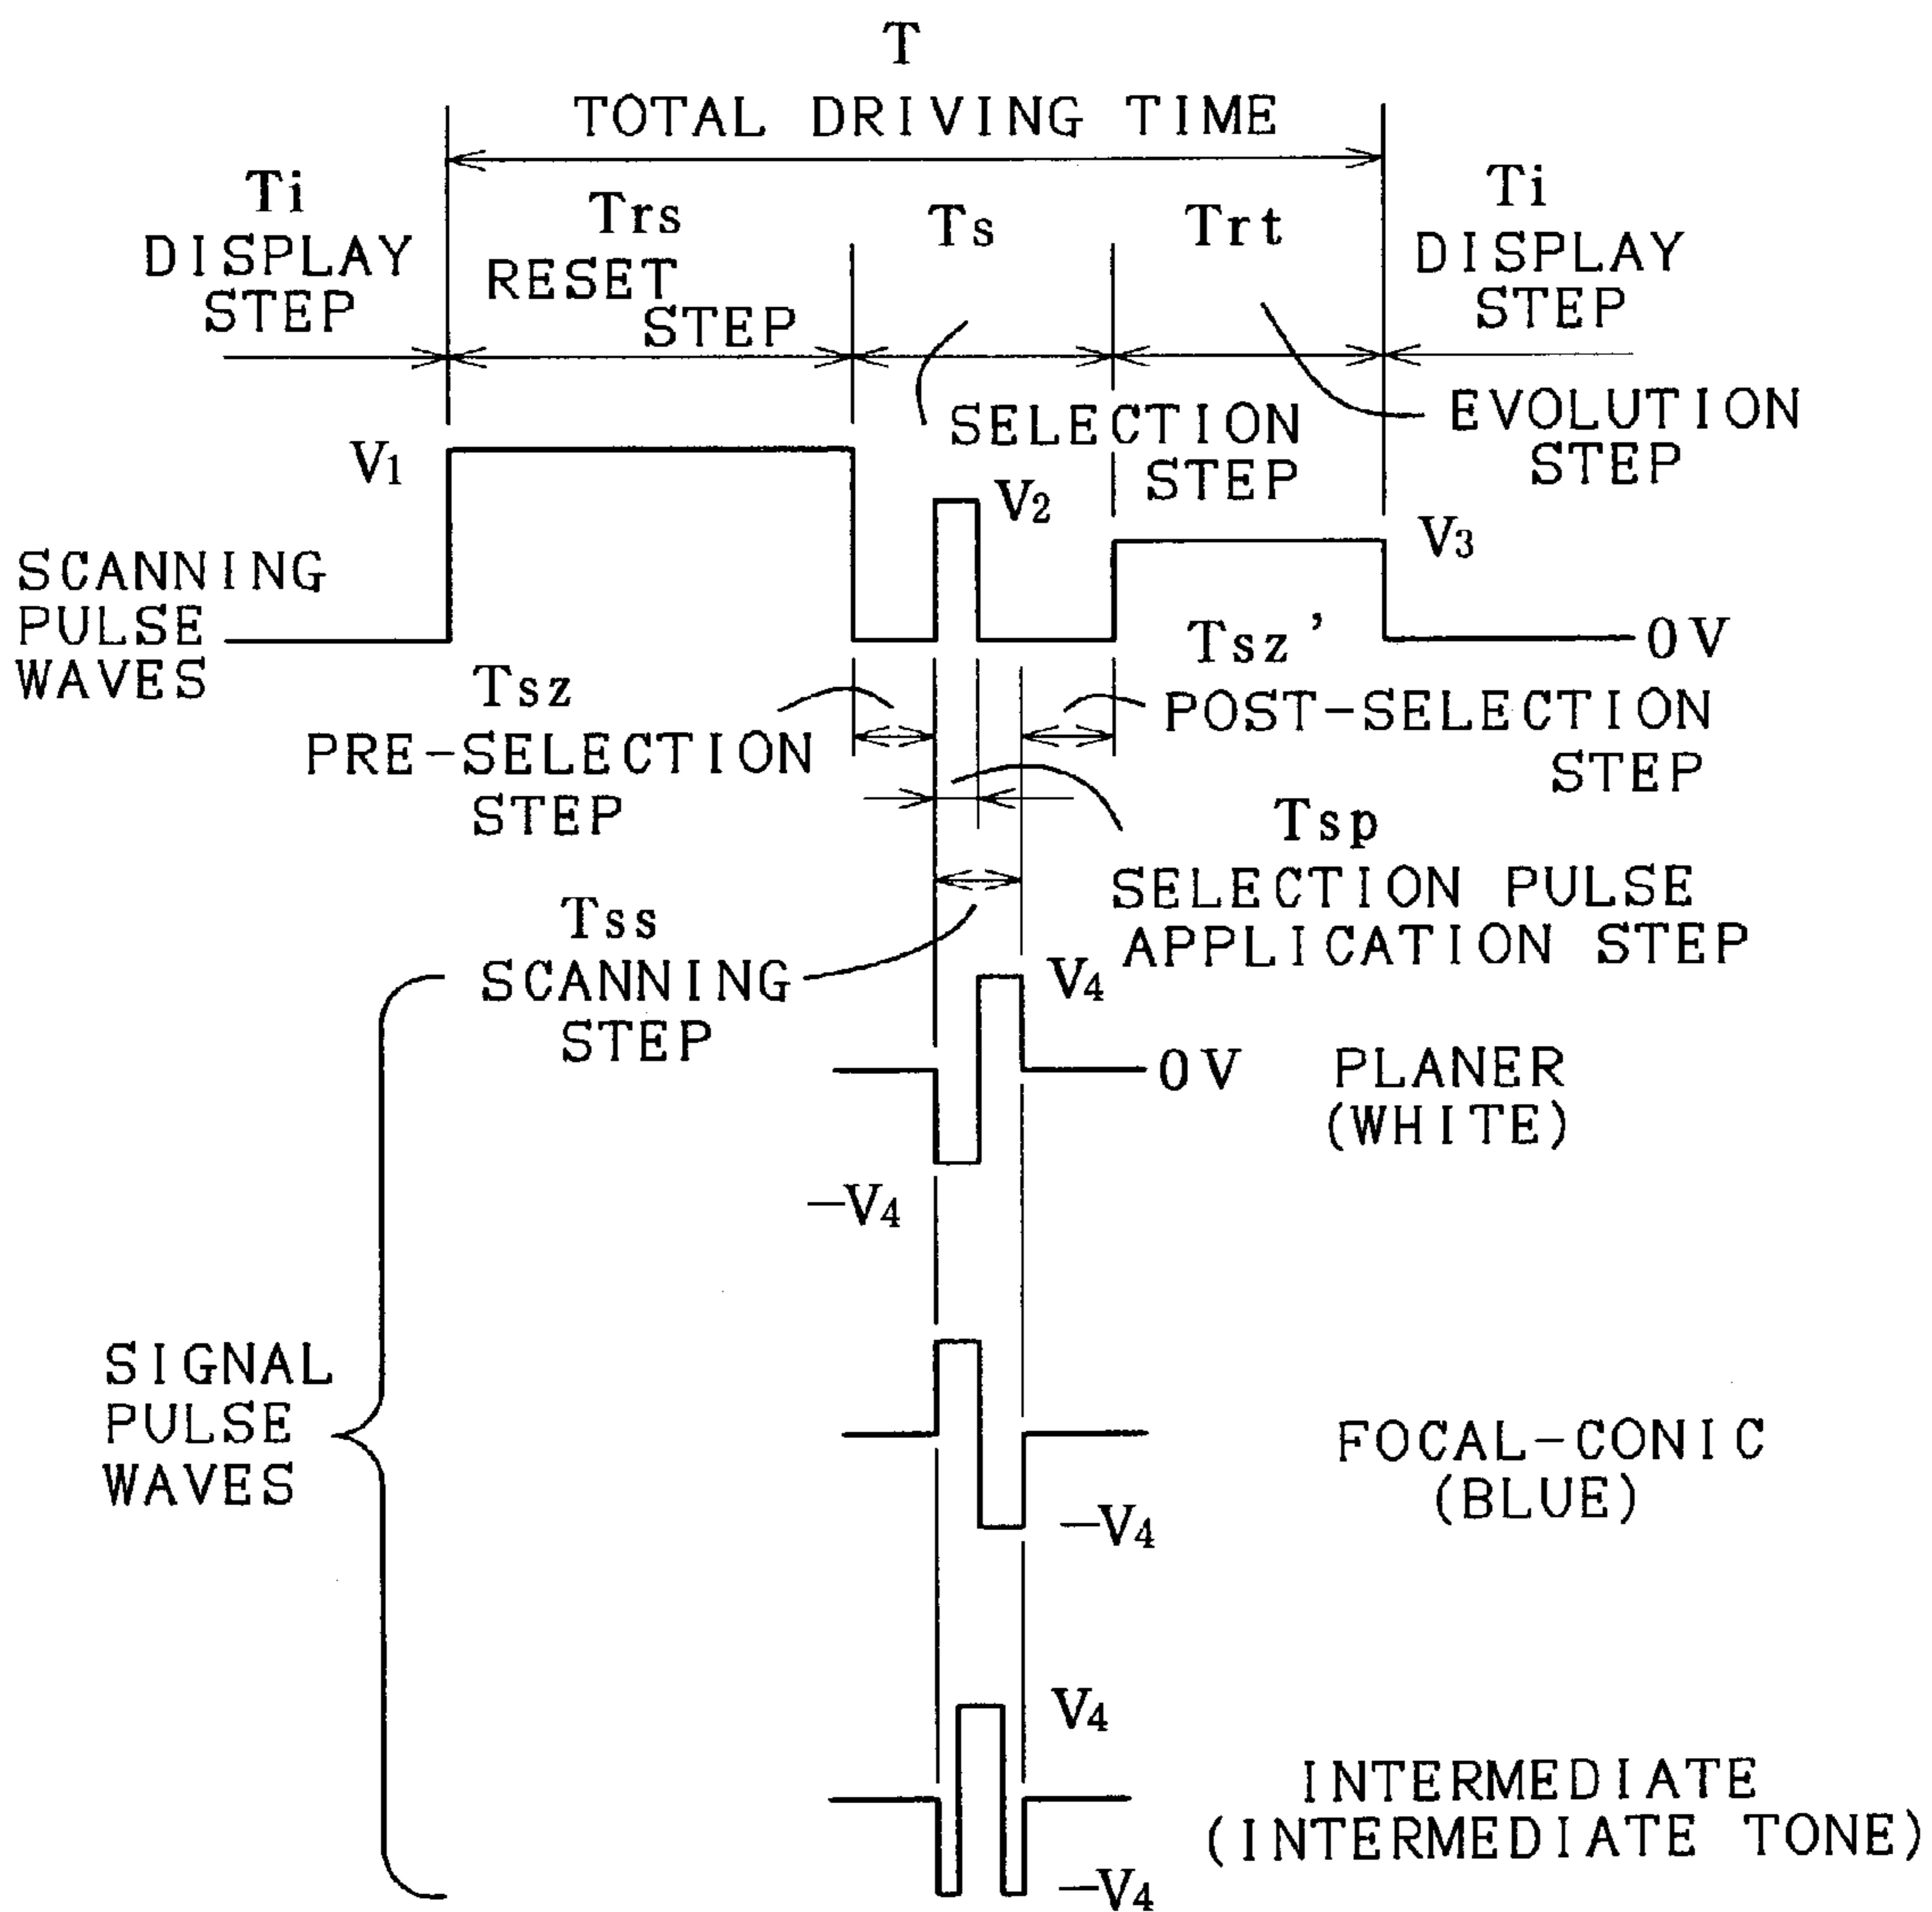 T
TOTAL DRIVING TIME
Ti
DISPLAY
STEP
Trs
RESET
STEP
Ts
SELECTION
STEP
Trt
EVOLUTION
STEP
Ti
DISPLAY
STEP
V1
V2
V3
SCANNING
PULSE
WAVES
0V
Tsz
PRE-SELECTION
STEP
Tsz'
POST-SELECTION
STEP
Tsp
SELECTION PULSE
APPLICATION STEP
Tss
SCANNING
STEP
V4
0V
-V4
PLANER
(WHITE)
SIGNAL
PULSE
WAVES
-V4
FOCAL-CONIC
(BLUE)
V4
-V4
INTERMEDIATE
(INTERMEDIATE TONE)